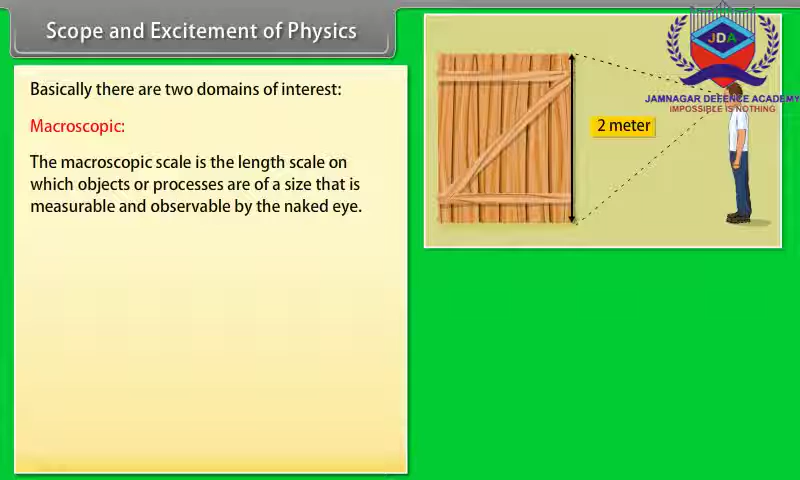 Scope and Excitement of Physics
Basically there are two domains of interest:
Macroscopic:
The macroscopic scale is the length scale on
which objects or processes are of a size that is
measurable and observable by the naked eye.
2 meter
JDA
JAMNAGAR DEFENCE ACADEMY
IMPOSSIBLE IS NOTHING